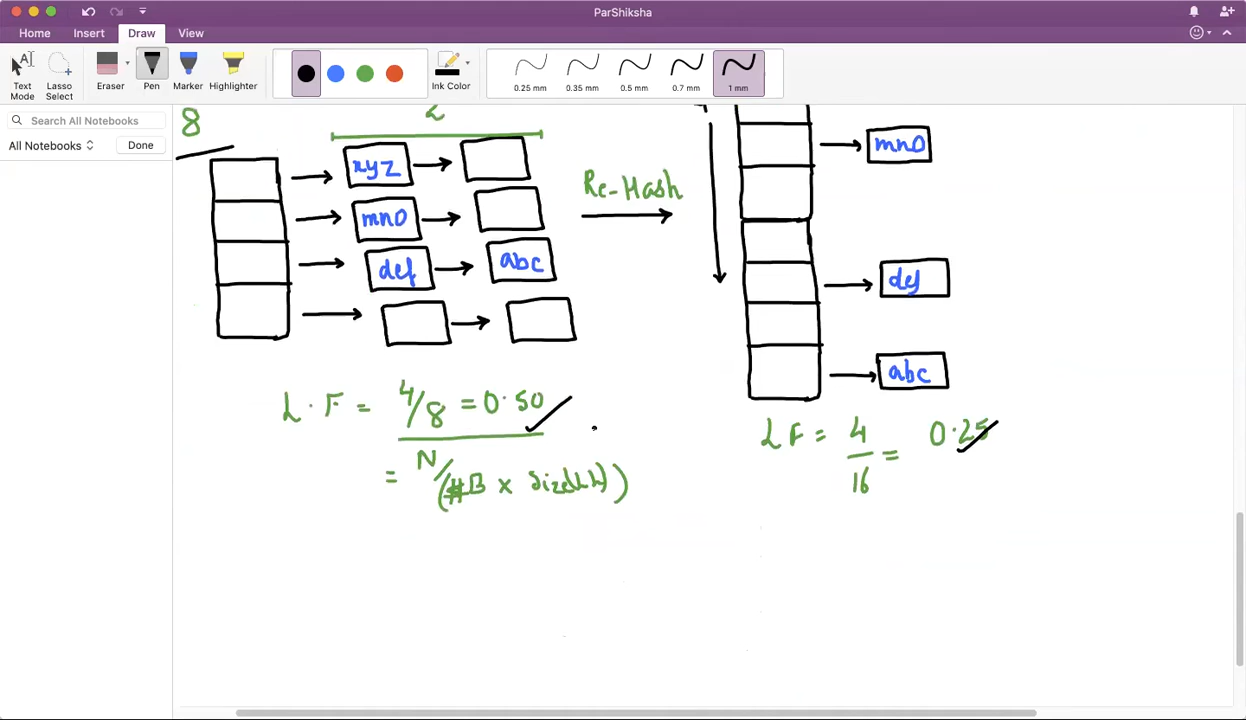 ParShiksha
Home Insert Draw View
Text Mode
Lasso Select
Eraser
Pen
Marker
Highlighter
Ink Color
0.25 mm
0.35 mm
0.5 mm
0.7 mm
1 mm
Search All Notebooks
All Notebooks
Done
8
2
xyz
mno
def
abc
Re-Hash
mno
def
abc
L.F = 4/8 = 0.50
= N/(#B x Size(LL))
LF = 4/16 = 0.25